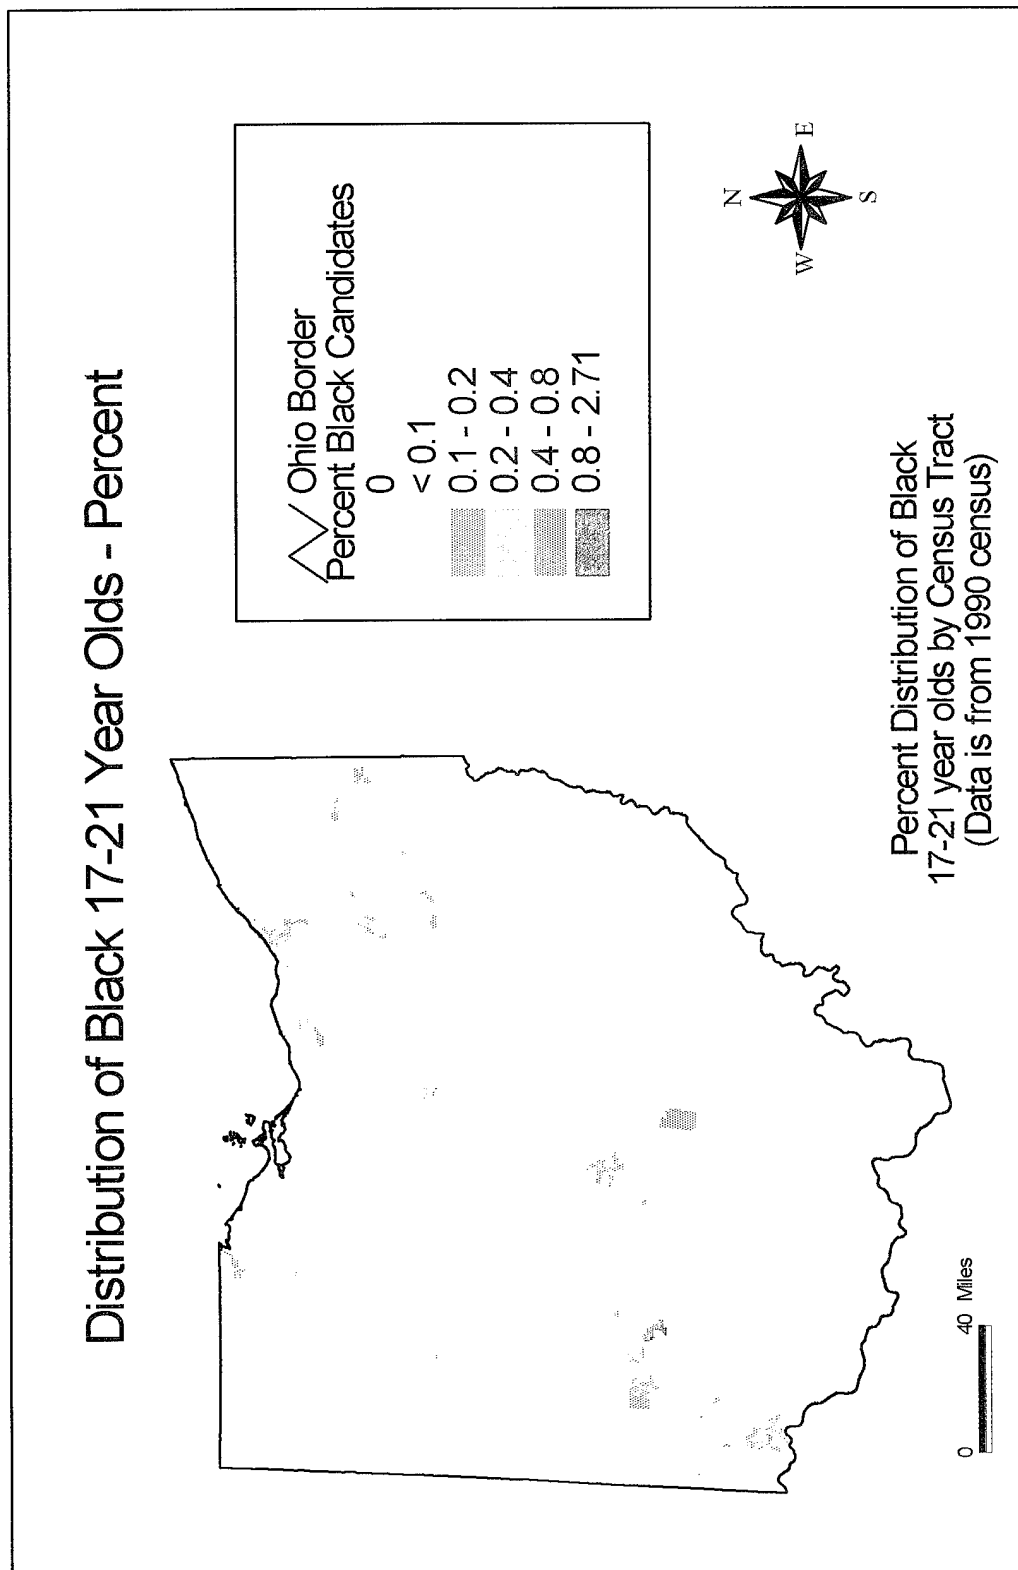 Distribution of Black 17-21 Year Olds - Percent
Ohio Border
Percent Black Candidates
0
< 0.1
0.1 - 0.2
0.2 - 0.4
0.4 - 0.8
0.8 - 2.71
N
W
E
S
0
40 Miles
Percent Distribution of Black
17-21 year olds by Census Tract
(Data is from 1990 census)